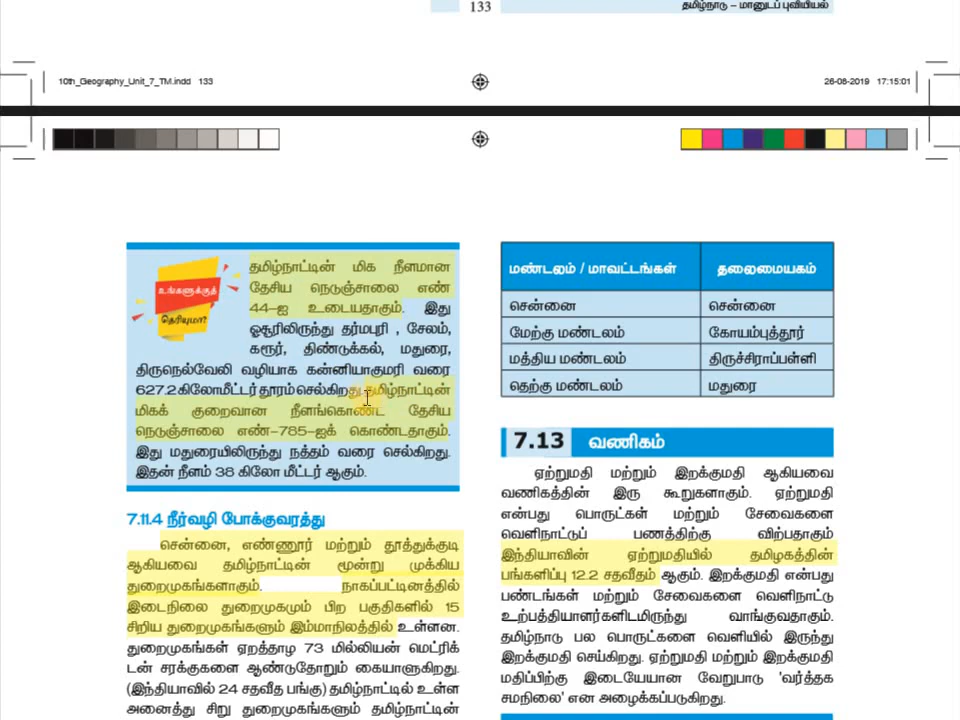 133
தமிழ்நாடு – மானுடப் புவியியல்
10th_Geography_Unit_7_TM.indd 133
26-08-2019 17:15:01
உங்களுக்குத்
தெரியுமா?
தமிழ்நாட்டின் மிக நீளமான
தேசிய நெடுஞ்சாலை எண்
44–ஐ உடையதாகும். இது
ஓசூரிலிருந்து தர்மபுரி , சேலம்,
கரூர், திண்டுக்கல், மதுரை,
திருநெல்வேலி வழியாக கன்னியாகுமரி வரை
627.2 கிலோமீட்டர் தூரம் செல்கிறது. தமிழ்நாட்டின்
மிகக் குறைவான நீளங்கொண்ட தேசிய
நெடுஞ்சாலை எண்–785–ஐக் கொண்டதாகும்.
இது மதுரையிலிருந்து நத்தம் வரை செல்கிறது.
இதன் நீளம் 38 கிலோ மீட்டர் ஆகும்.
7.11.4 நீர்வழி போக்குவரத்து
சென்னை, எண்ணூர் மற்றும் தூத்துக்குடி
ஆகியவை தமிழ்நாட்டின் மூன்று முக்கிய
துறைமுகங்களாகும். நாகப்பட்டினத்தில்
இடைநிலை துறைமுகமும் பிற பகுதிகளில் 15
சிறிய துறைமுகங்களும் இம்மாநிலத்தில் உள்ளன.
துறைமுகங்கள் ஏறத்தாழ 73 மில்லியன் மெட்ரிக்
டன் சரக்குகளை ஆண்டுதோறும் கையாளுகிறது.
(இந்தியாவில் 24 சதவீத பங்கு) தமிழ்நாட்டில் உள்ள
அனைத்து சிறு துறைமுகங்களும் தமிழ்நாட்டின்
மண்டலம் / மாவட்டங்கள் தலைமையகம்
சென்னை சென்னை
மேற்கு மண்டலம் கோயம்புத்தூர்
மத்திய மண்டலம் திருச்சிராப்பள்ளி
தெற்கு மண்டலம் மதுரை
7.13 வணிகம்
ஏற்றுமதி மற்றும் இறக்குமதி ஆகியவை
வணிகத்தின் இரு கூறுகளாகும். ஏற்றுமதி
என்பது பொருட்கள் மற்றும் சேவைகளை
வெளிநாட்டுப் பணத்திற்கு விற்பதாகும்
இந்தியாவின் ஏற்றுமதியில் தமிழகத்தின்
பங்களிப்பு 12.2 சதவீதம் ஆகும். இறக்குமதி என்பது
பண்டங்கள் மற்றும் சேவைகளை வெளிநாட்டு
உற்பத்தியாளர்களிடமிருந்து வாங்குவதாகும்.
தமிழ்நாடு பல பொருட்களை வெளியில் இருந்து
இறக்குமதி செய்கிறது. ஏற்றுமதி மற்றும் இறக்குமதி
மதிப்பிற்கு இடையேயான வேறுபாடு 'வர்த்தக
சமநிலை' என அழைக்கப்படுகிறது.